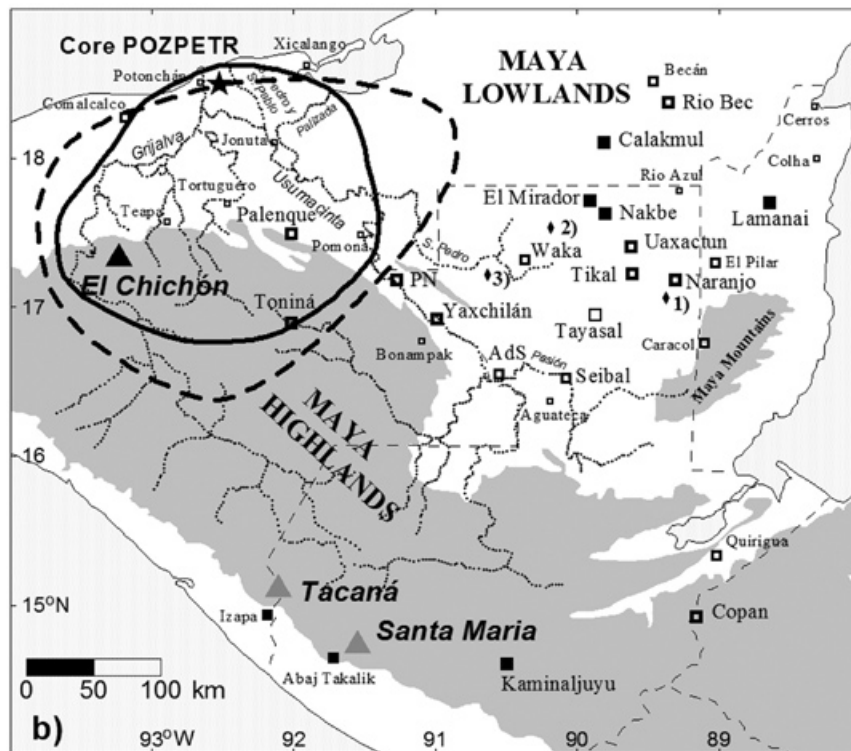 Core POZPETR
Xicalango
Potonchán
Comalcalco
S. Pedro y
S. Pablo
Palizada
MAYA
LOWLANDS
Becán
Rio Bec
Cerros
Calakmul
Colha
18
Grijalva
Jonuta
Usumacinta
Tortuguero
Teapa
Palenque
Pomona
Rio Azul
El Mirador
Nakbe
Lamanai
2)
S. Pedro
Waka
Uaxactun
El Pilar
El Chichon
3)
Tikal
Naranjo
PN
1)
17
Toniná
Yaxchilán
Tayasal
Bonampak
Caracol
Maya Mountains
AdS
Pasión
Seibal
Aguateca
MAYA
HIGHLANDS
16
Quirigua
15ºN
Tacaná
Izapa
Copan
Santa Maria
Abaj Takalik
Kaminaljuyu
0 50 100 km
b)
93ºW 92 91 90 89